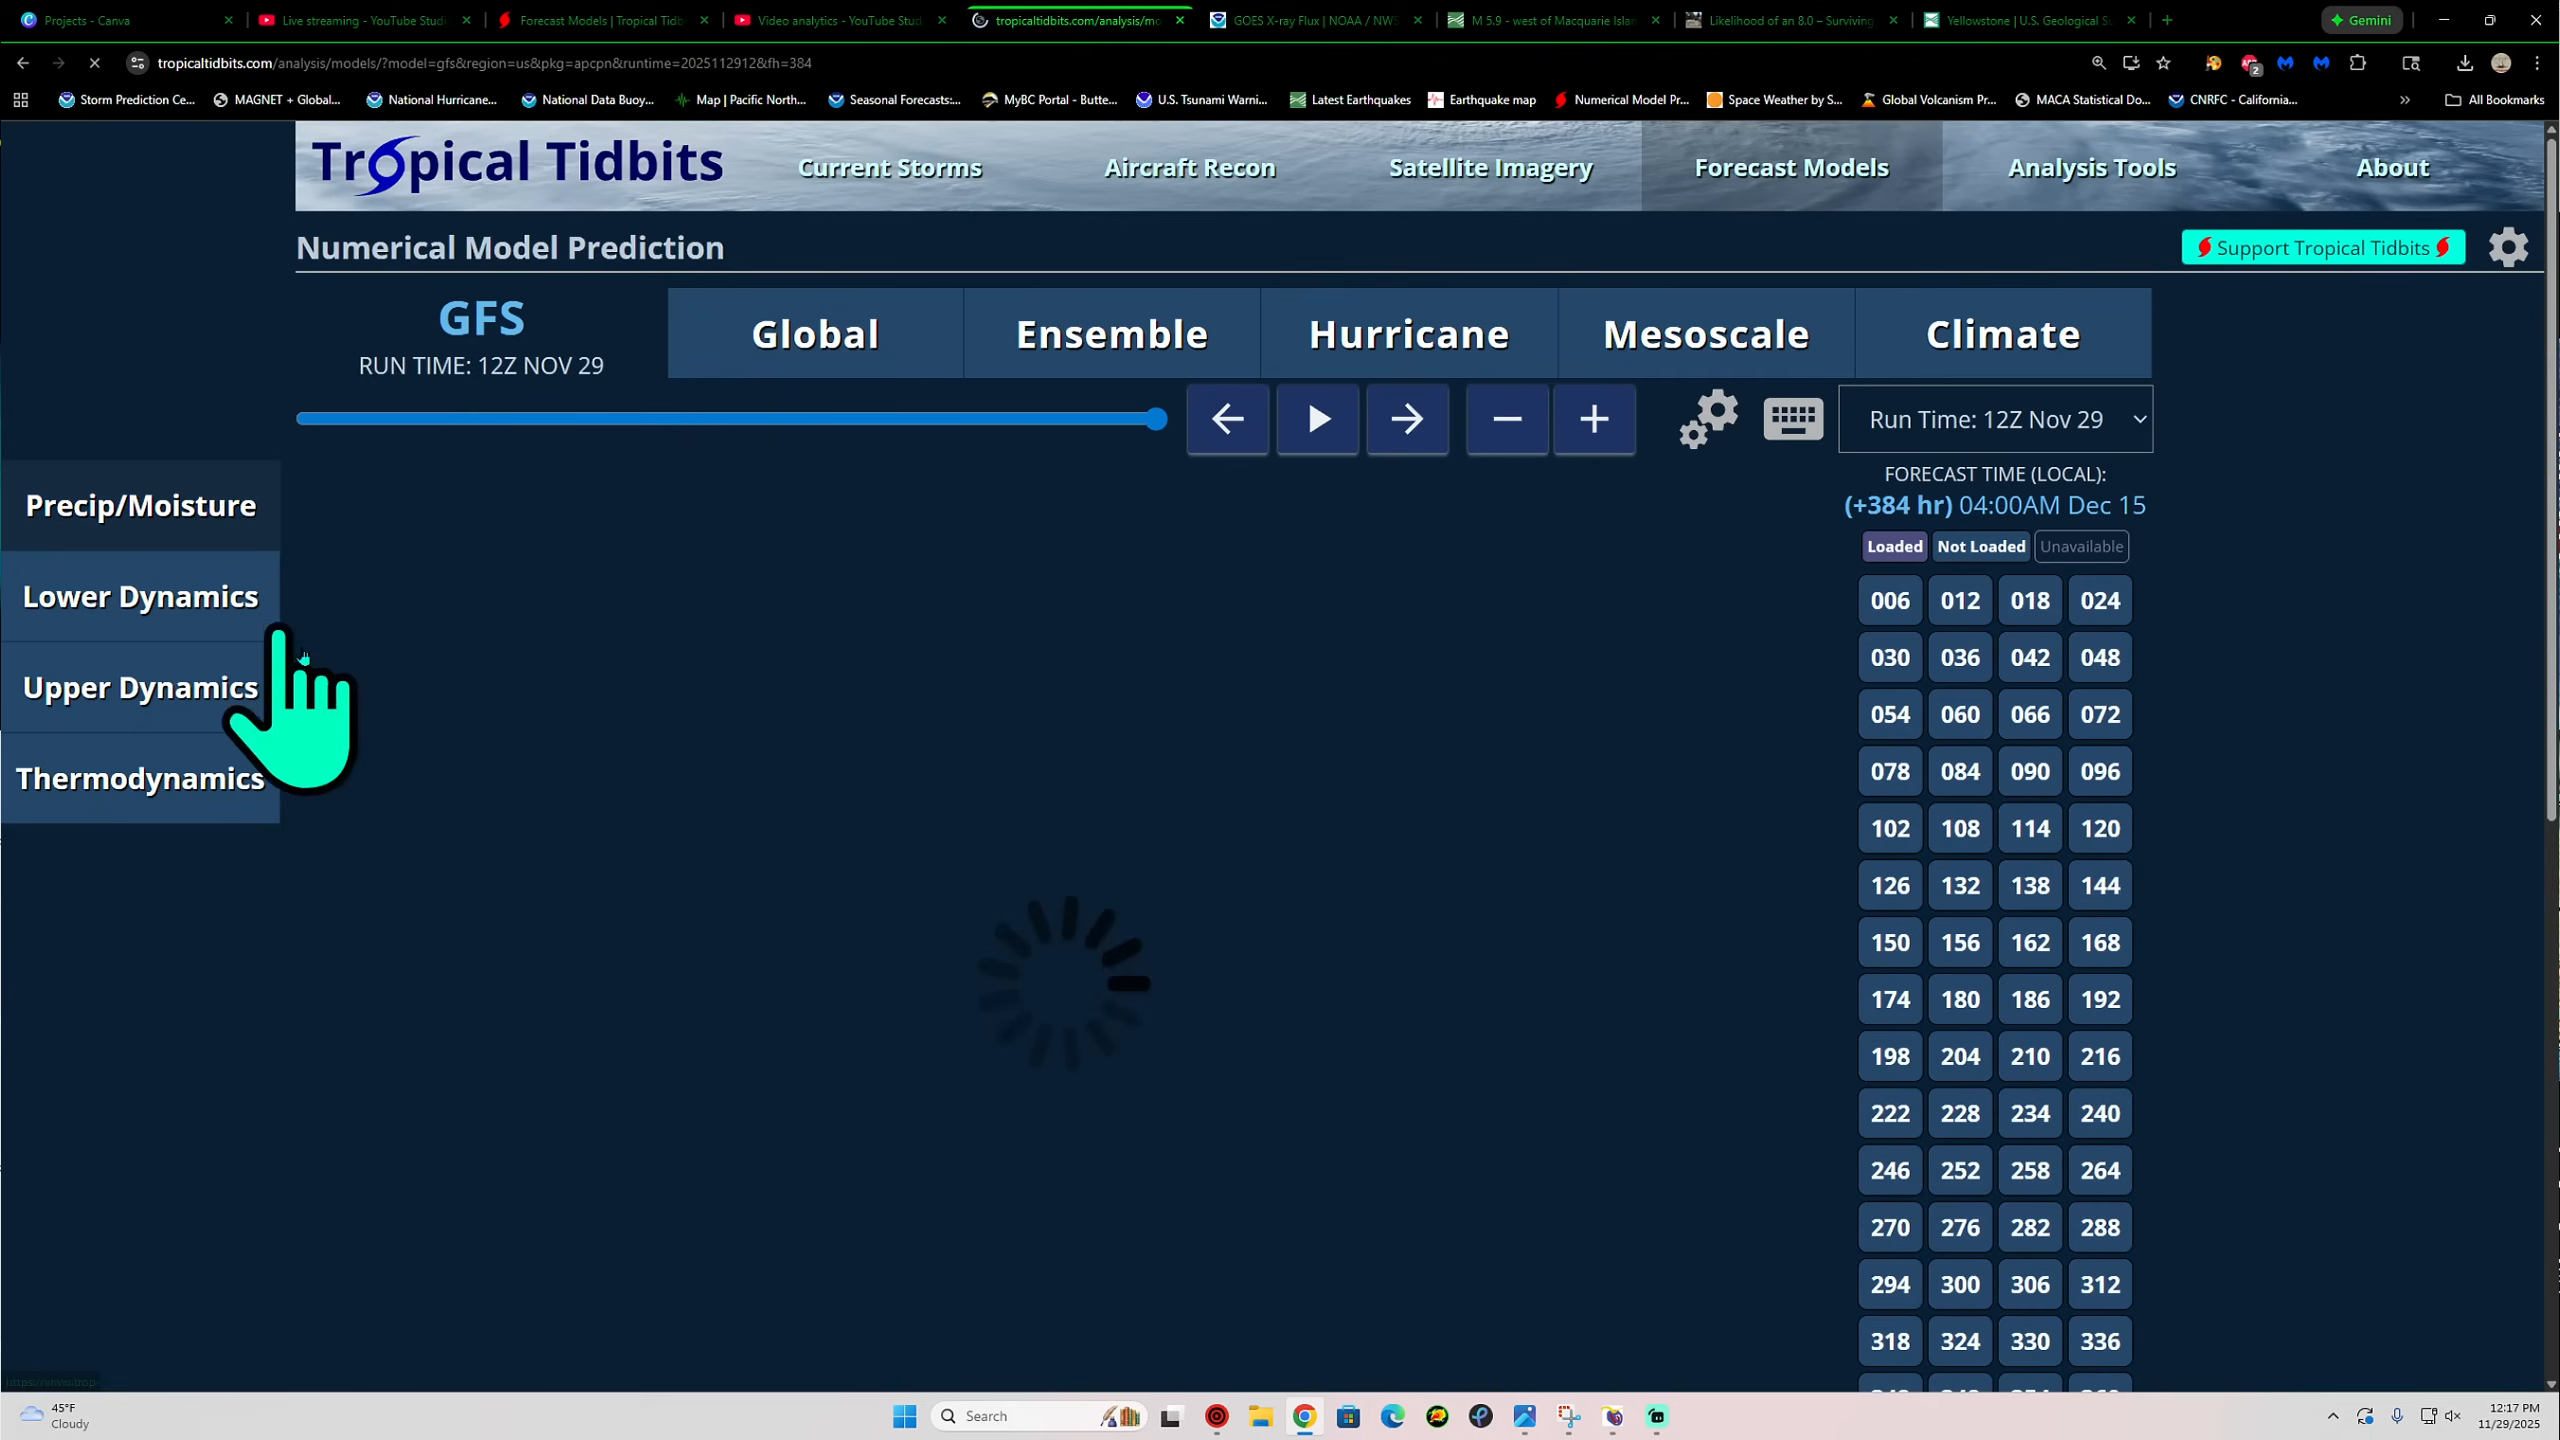 Projects - Canva
Live streaming - YouTube Studi
Forecast Models | Tropical Tidb
Video analytics - YouTube Stud
tropicaltidbits.com/analysis/mo
GOES X-ray Flux | NOAA / NWS
M 5.9 - west of Macquarie Islan
Likelihood of an 8.0 – Surviving
Yellowstone | U.S. Geological Su
Gemini
tropicaltidbits.com/analysis/models/?model=gfs&region=us&pkg=apcpn&runtime=2025112912&fh=384
2
Storm Prediction Ce...
MAGNET + Global...
National Hurricane...
National Data Buoy...
Map | Pacific North...
Seasonal Forecasts:...
MyBC Portal - Butte...
U.S. Tsunami Warni...
Latest Earthquakes
Earthquake map
Numerical Model Pr...
Space Weather by S...
Global Volcanism Pr...
MACA Statistical Do...
CNRFC - California...
All Bookmarks
Tropical Tidbits
Current Storms
Aircraft Recon
Satellite Imagery
Forecast Models
Analysis Tools
About
Numerical Model Prediction
Support Tropical Tidbits
GFS
RUN TIME: 12Z NOV 29
Global
Ensemble
Hurricane
Mesoscale
Climate
Run Time: 12Z Nov 29
FORECAST TIME (LOCAL):
(+384 hr) 04:00AM Dec 15
Loaded Not Loaded Unavailable
Precip/Moisture
Lower Dynamics
Upper Dynamics
Thermodynamics
006 012 018 024
030 036 042 048
054 060 066 072
078 084 090 096
102 108 114 120
126 132 138 144
150 156 162 168
174 180 186 192
198 204 210 216
222 228 234 240
246 252 258 264
270 276 282 288
294 300 306 312
318 324 330 336
https://www.trop
45°F
Cloudy
Search
12:17 PM
11/29/2025